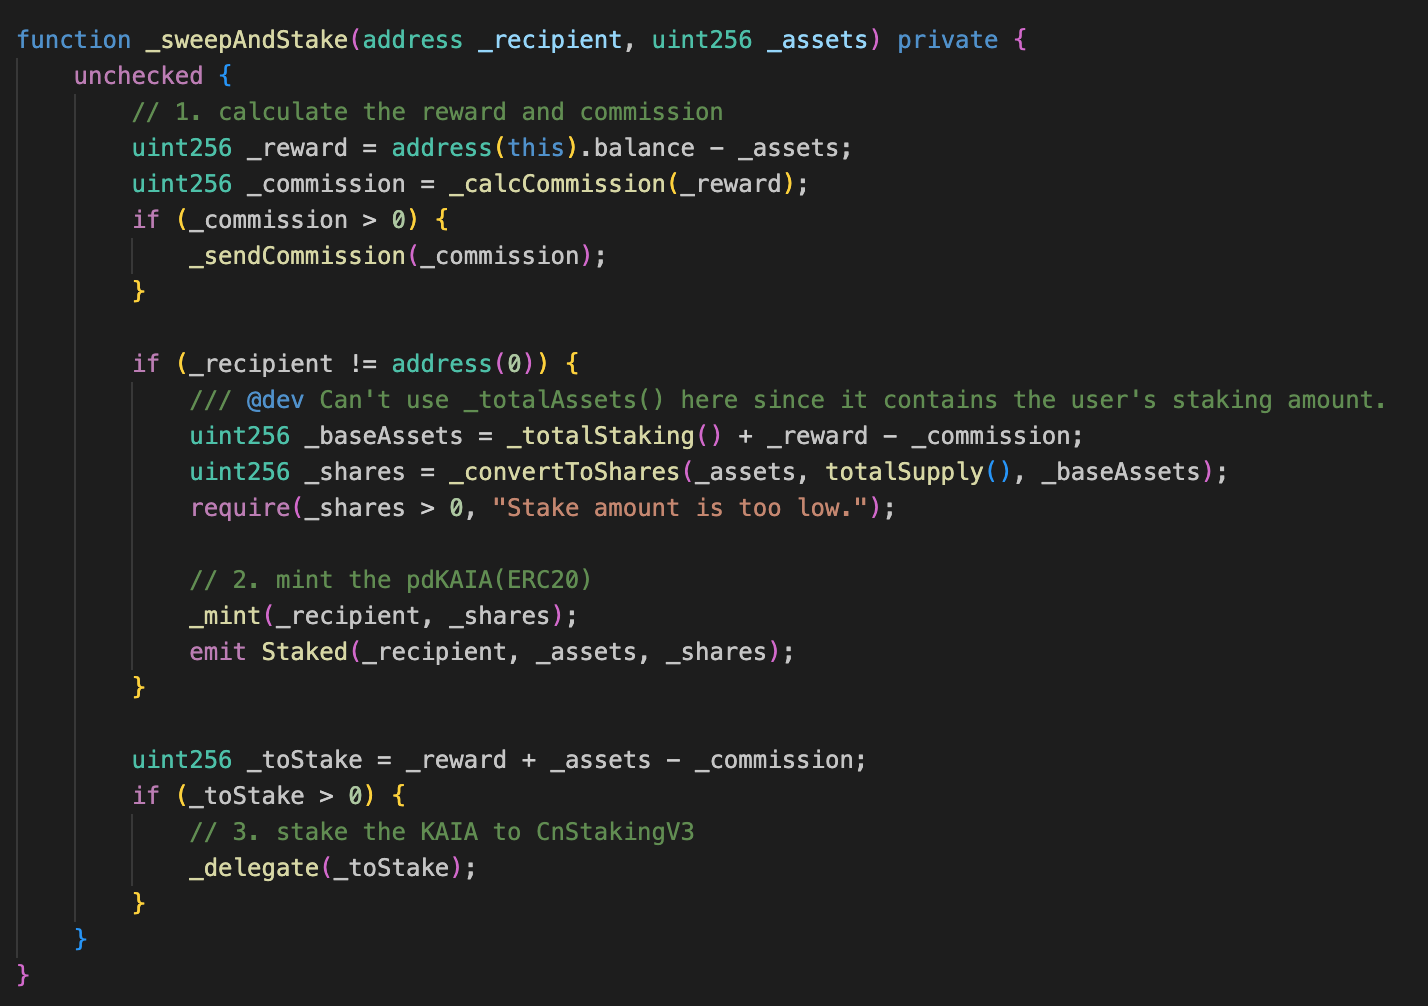 function _sweepAndStake(address _recipient, uint256 _assets) private {
unchecked {
// 1. calculate the reward and commission
uint256 _reward = address(this).balance - _assets;
uint256 _commission = _calcCommission(_reward);
if (_commission > 0) {
_sendCommission(_commission);
}
if (_recipient != address(0)) {
/// @dev Can't use _totalAssets() here since it contains the user's staking amount.
uint256 _baseAssets = _totalStaking() + _reward - _commission;
uint256 _shares = _convertToShares(_assets, totalSupply(), _baseAssets);
require(_shares > 0, "Stake amount is too low.");
// 2. mint the pdKAIA(ERC20)
_mint(_recipient, _shares);
emit Staked(_recipient, _assets, _shares);
}
uint256 _toStake = _reward + _assets - _commission;
if (_toStake > 0) {
// 3. stake the KAIA to CnStakingV3
_delegate(_toStake);
}
}
}